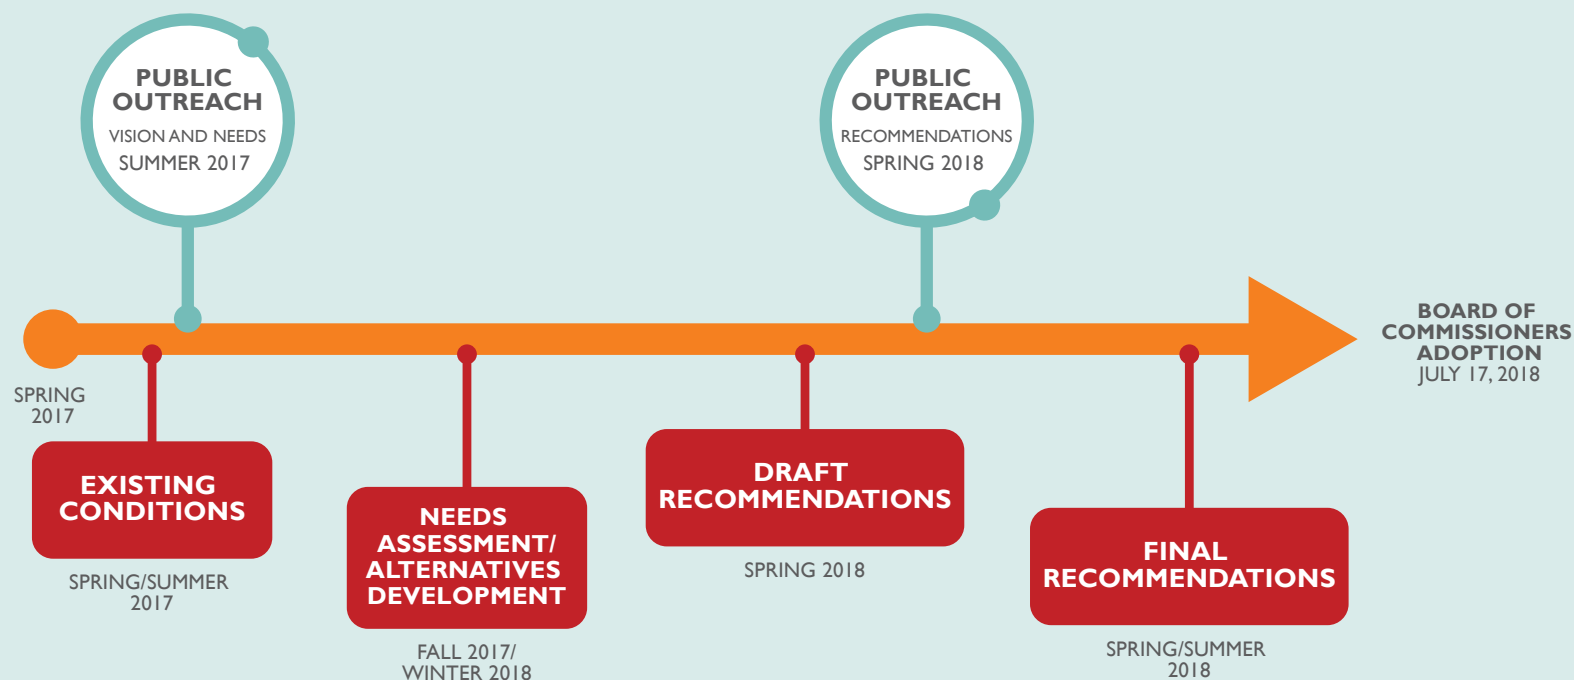 PUBLIC
OUTREACH
VISION AND NEEDS
SUMMER 2017
PUBLIC
OUTREACH
RECOMMENDATIONS
SPRING 2018
BOARD OF
COMMISSIONERS
ADOPTION
JULY 17, 2018
SPRING
2017
EXISTING
CONDITIONS
SPRING/SUMMER
2017
NEEDS
ASSESSMENT/
ALTERNATIVES
DEVELOPMENT
FALL 2017/
WINTER 2018
DRAFT
RECOMMENDATIONS
SPRING 2018
FINAL
RECOMMENDATIONS
SPRING/SUMMER
2018